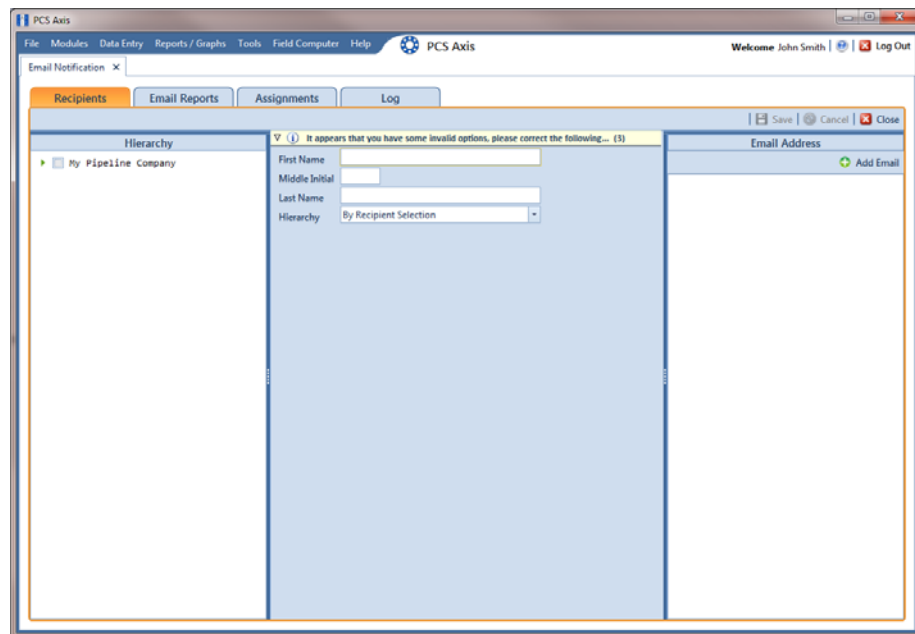 PCS Axis
File Modules Data Entry Reports / Graphs Tools Field Computer Help PCS Axis Welcome John Smith | | Log Out
Email Notification X
Recipients Email Reports Assignments Log
| Save | Cancel | Close
Hierarchy
My Pipeline Company
It appears that you have some invalid options, please correct the following... (3)
First Name
Middle Initial
Last Name
Hierarchy By Recipient Selection
Email Address
Add Email